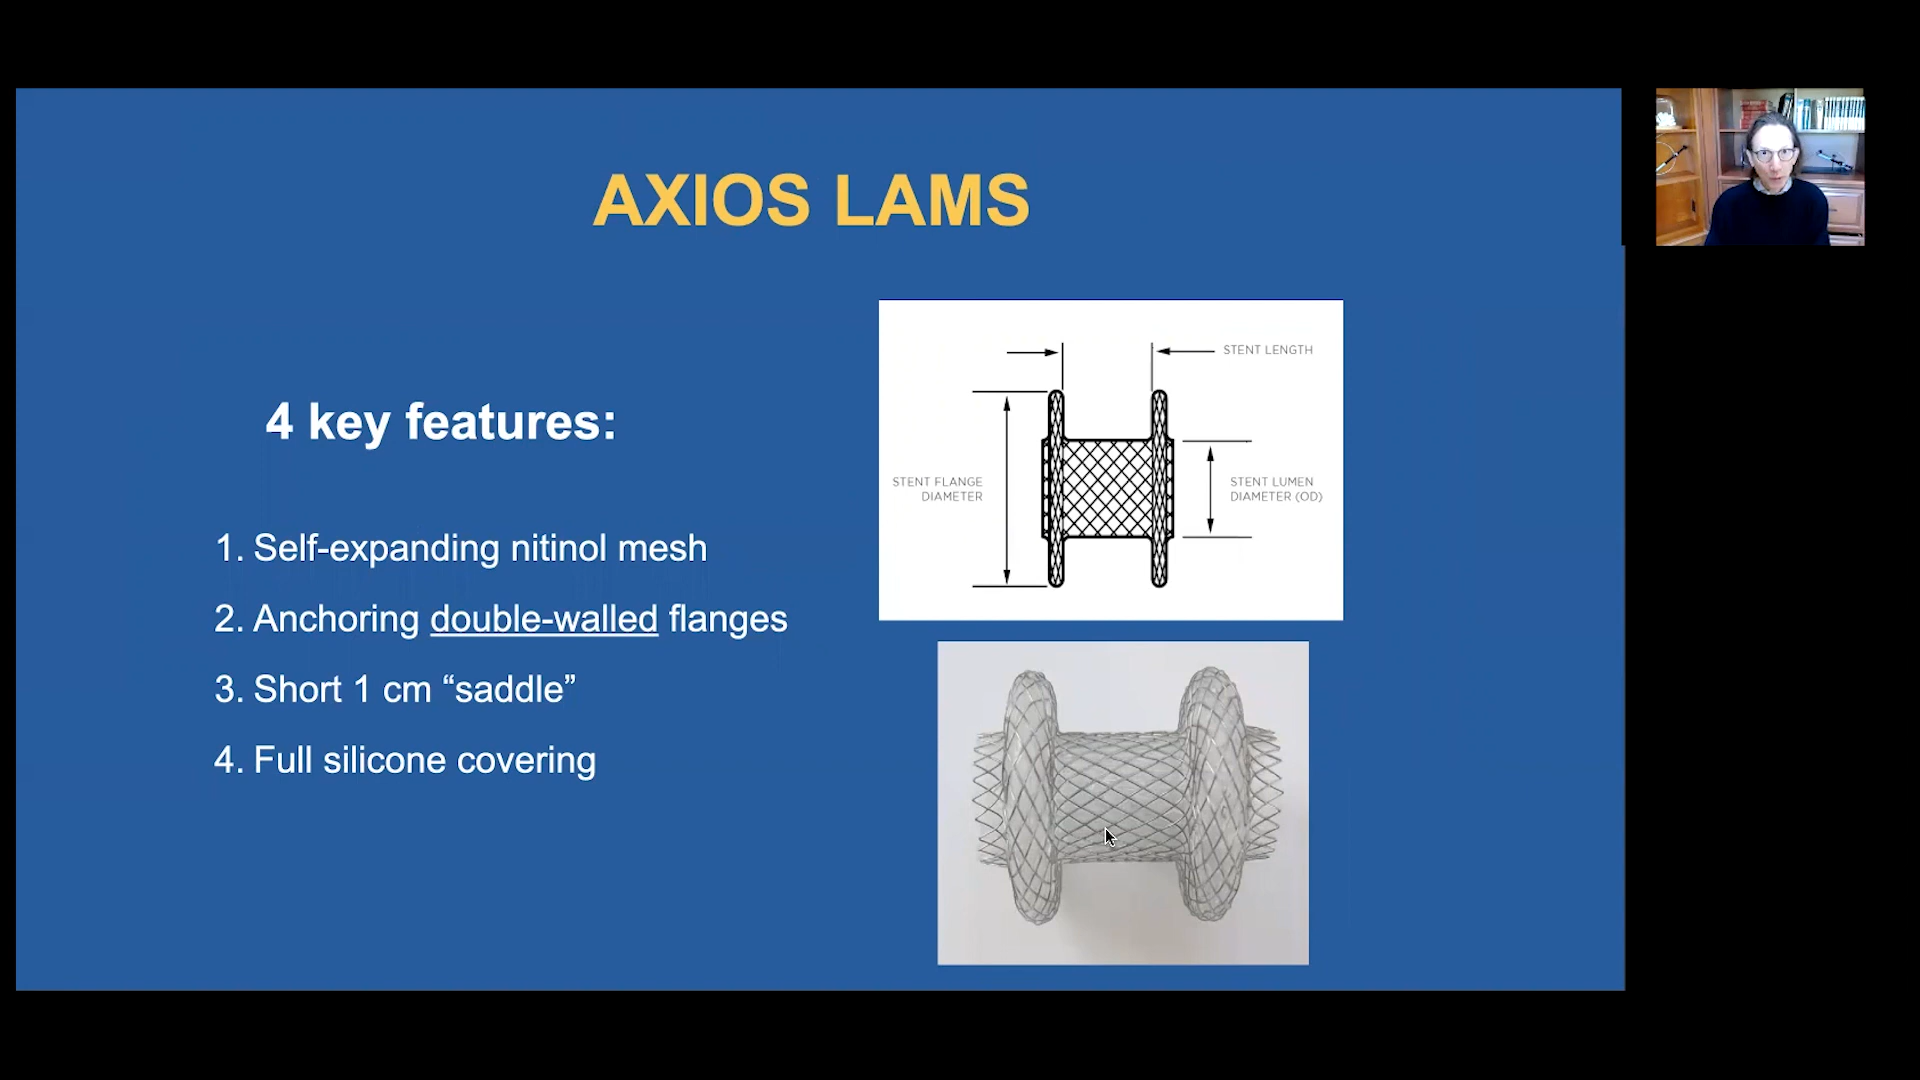 AXIOS LAMS
4 key features:
1. Self-expanding nitinol mesh
2. Anchoring double-walled flanges
3. Short 1 cm “saddle”
4. Full silicone covering
STENT LENGTH
STENT FLANGE
DIAMETER
STENT LUMEN
DIAMETER (OD)